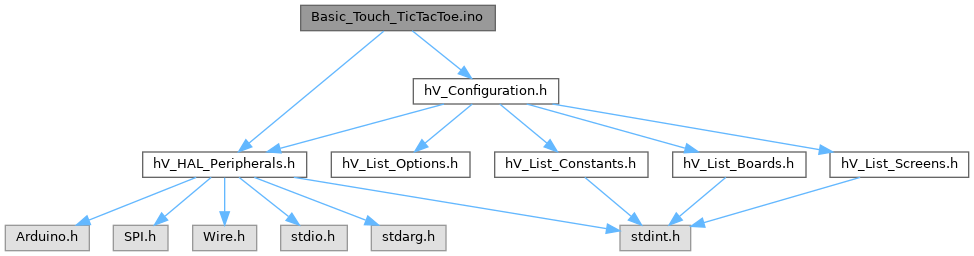 Basic_Touch_TicTacToe.ino
hV_Configuration.h
hV_HAL_Peripherals.h
hV_List_Options.h
hV_List_Constants.h
hV_List_Boards.h
hV_List_Screens.h
Arduino.h
SPI.h
Wire.h
stdio.h
stdarg.h
stdint.h